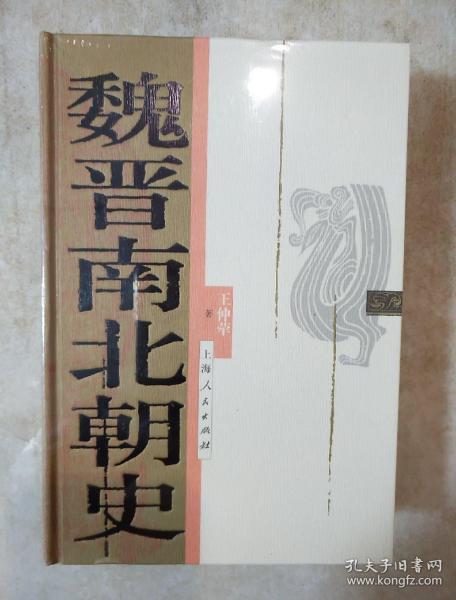 魏晋南北朝史
王仲荦
著
上海人民出版社
孔夫子旧书网
www.kongfz.com